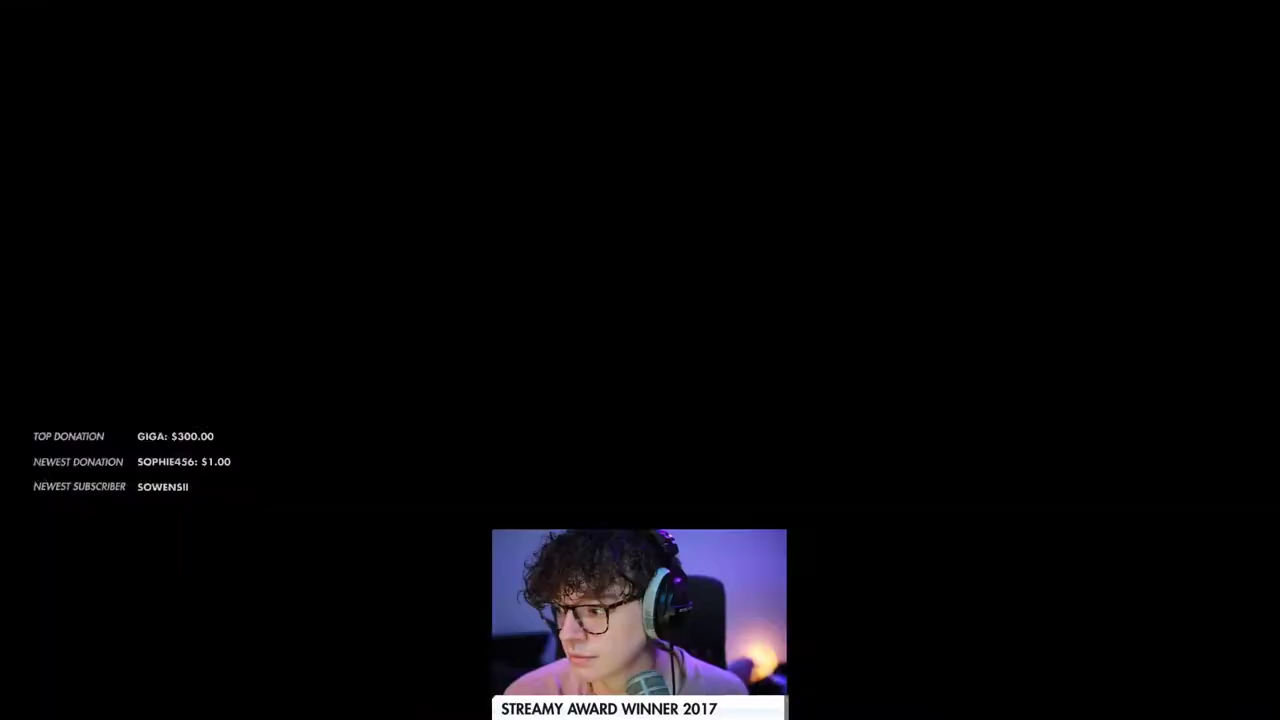 TOP DONATION GIGA: $300.00
NEWEST DONATION SOPHIE456: $1.00
NEWEST SUBSCRIBER SOWENSII
STREAMY AWARD WINNER 2017